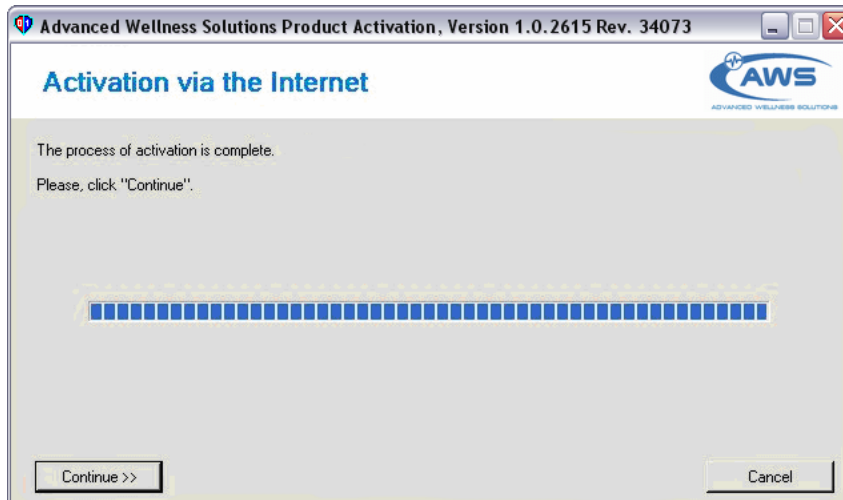 Advanced Wellness Solutions Product Activation, Version 1.0.2615 Rev. 34073
Activation via the Internet
AWS
ADVANCED WELLNESS SOLUTIONS
The process of activation is complete.
Please, click "Continue".
Continue >>
Cancel